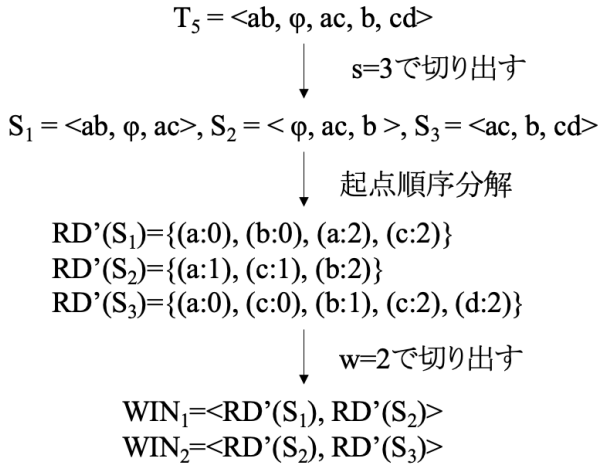 T₅ = <ab, φ, ac, b, cd>
s=3で切り出す
S₁ = <ab, φ, ac>, S₂ = < φ, ac, b >, S₃ = <ac, b, cd>
起点順序分解
RD’(S₁)={(a:0), (b:0), (a:2), (c:2)}
RD’(S₂)={(a:1), (c:1), (b:2)}
RD’(S₃)={(a:0), (c:0), (b:1), (c:2), (d:2)}
w=2で切り出す
WIN₁=<RD’(S₁), RD’(S₂)>
WIN₂=<RD’(S₂), RD’(S₃)>